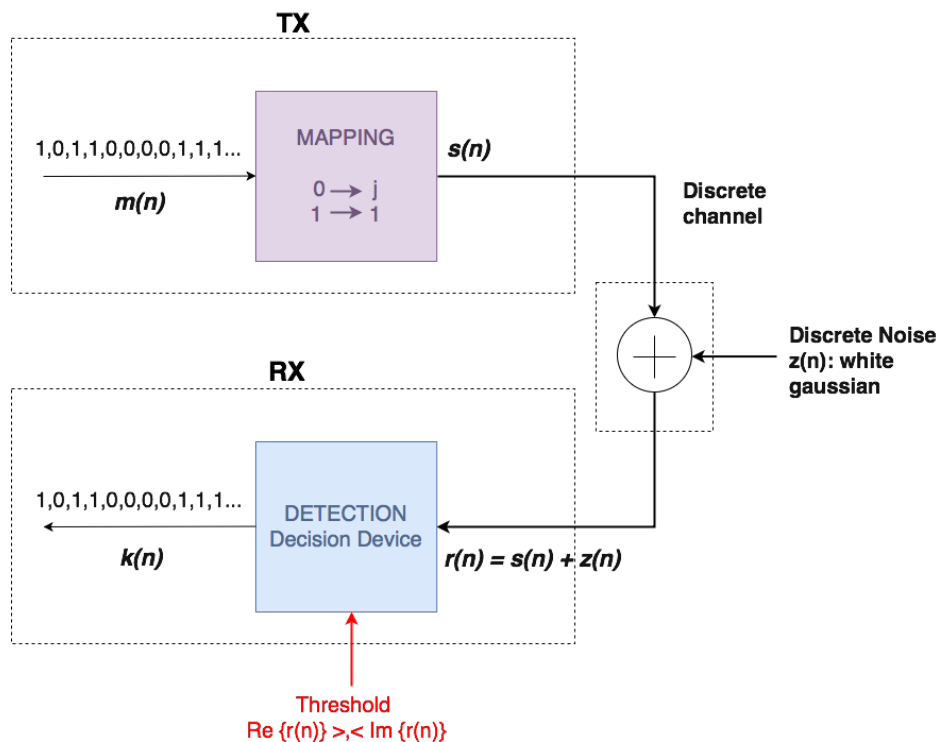 TX
1,0,1,1,0,0,0,0,1,1,1...
m(n)
MAPPING
0 → j
1 → 1
s(n)
Discrete
channel
Discrete Noise
z(n): white
gaussian
RX
1,0,1,1,0,0,0,0,1,1,1...
k(n)
DETECTION
Decision Device
r(n) = s(n) + z(n)
Threshold
Re {r(n)} >,< Im {r(n)}